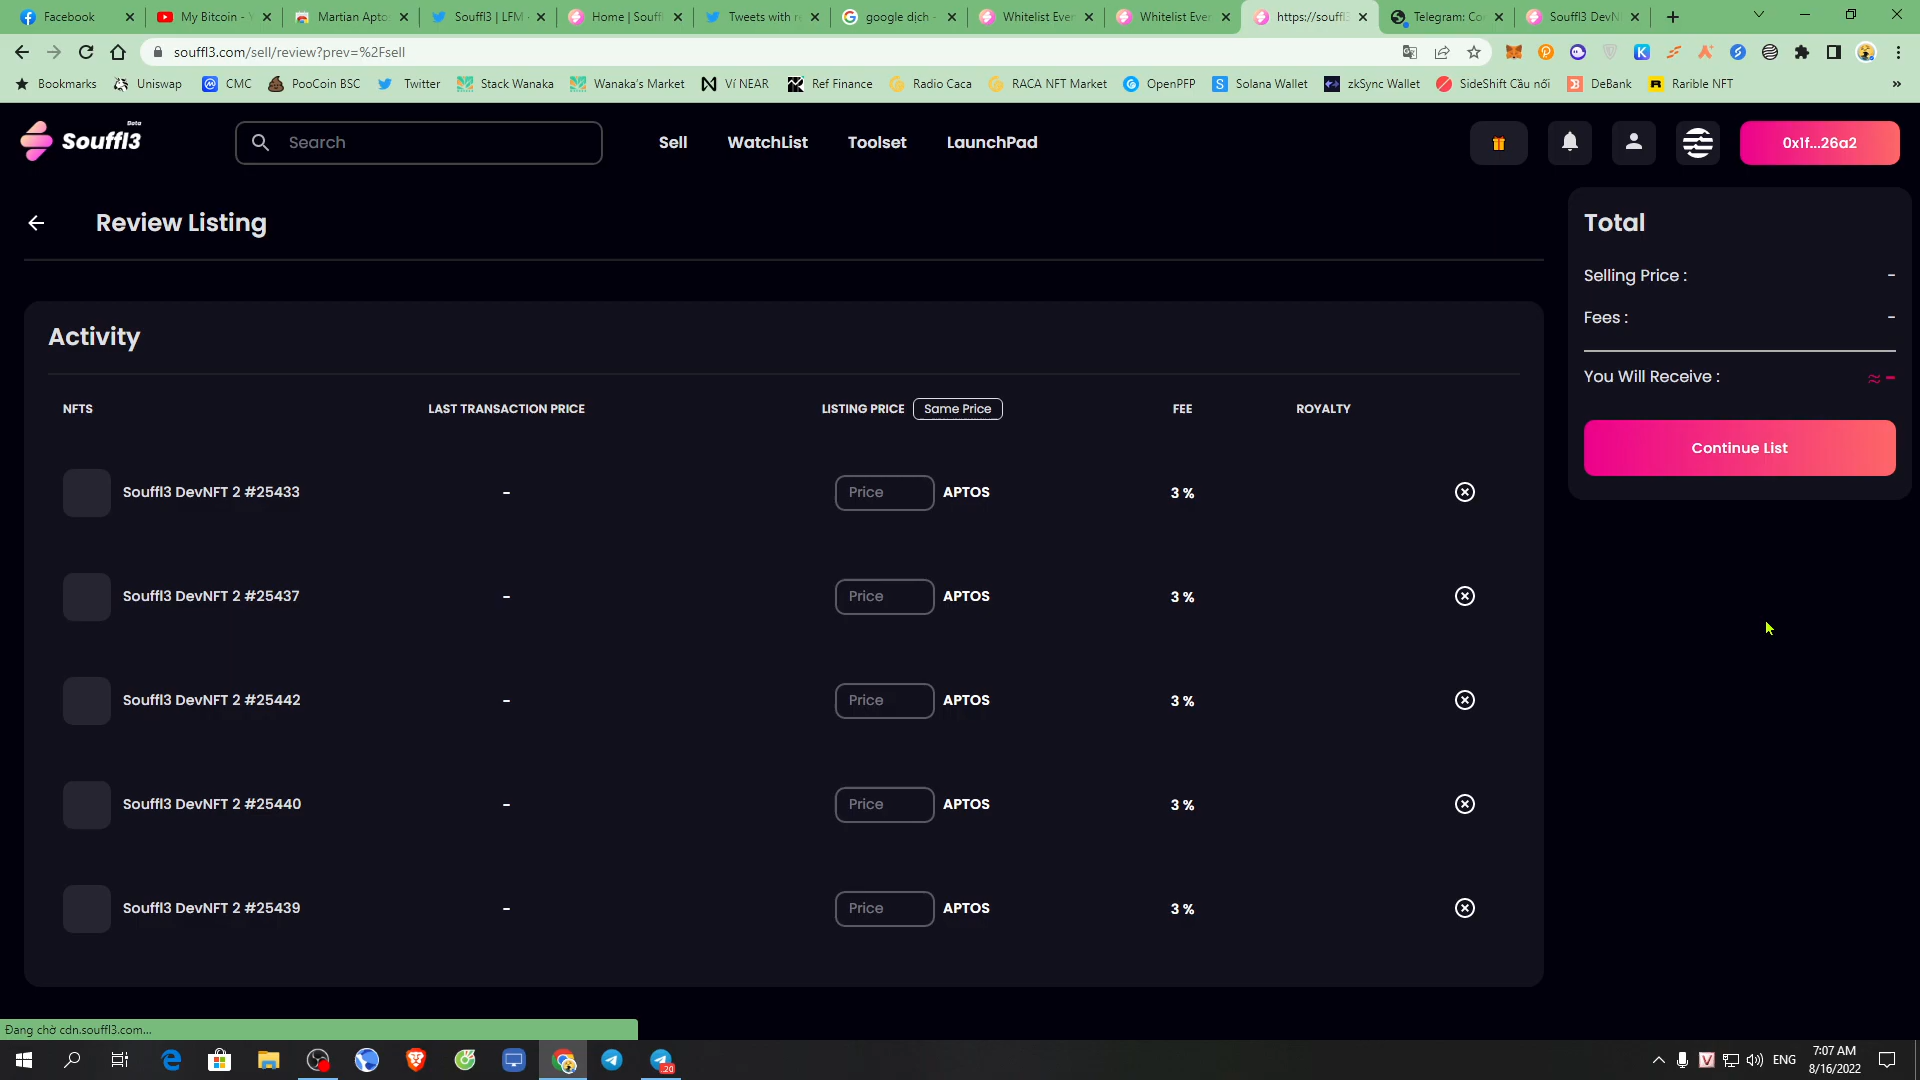 Facebook
My Bitcoin -
Martian Apto
Souffl3 | LFM
Home | Souffl
Tweets with re
google dịch -
Whitelist Ever
Whitelist Ever
https://souffl3
Telegram: Co
Souffl3 DevN
souffl3.com/sell/review?prev=%2Fsell
Bookmarks
Uniswap
CMC
PooCoin BSC
Twitter
Stack Wanaka
Wanaka's Market
Ví NEAR
Ref Finance
Radio Caca
RACA NFT Market
OpenPFP
Solana Wallet
zkSync Wallet
SideShift Cầu nối
DeBank
Rarible NFT
»
Souffl3
Beta
Search
Sell
WatchList
Toolset
LaunchPad
0x1f...26a2
Review Listing
Activity
NFTS
LAST TRANSACTION PRICE
LISTING PRICE
Same Price
FEE
ROYALTY
Souffl3 DevNFT 2 #25433
-
Price
APTOS
3 %
Souffl3 DevNFT 2 #25437
-
Price
APTOS
3 %
Souffl3 DevNFT 2 #25442
-
Price
APTOS
3 %
Souffl3 DevNFT 2 #25440
-
Price
APTOS
3 %
Souffl3 DevNFT 2 #25439
-
Price
APTOS
3 %
Total
Selling Price :
-
Fees :
-
You Will Receive :
≈ -
Continue List
Đang chờ cdn.souffl3.com...
20
ENG
7:07 AM
8/16/2022